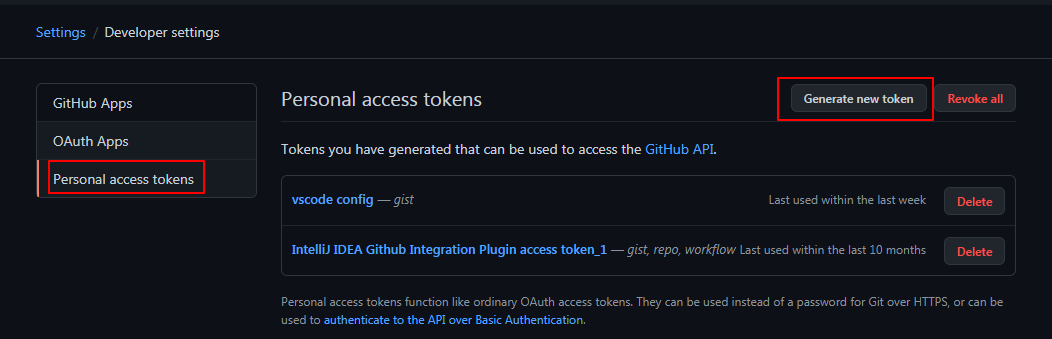 Settings / Developer settings
GitHub Apps
OAuth Apps
Personal access tokens
Personal access tokens
Generate new token
Revoke all
Tokens you have generated that can be used to access the GitHub API.
vscode config — gist
Last used within the last week
Delete
IntelliJ IDEA Github Integration Plugin access token_1 — gist, repo, workflow
Last used within the last 10 months
Delete
Personal access tokens function like ordinary OAuth access tokens. They can be used instead of a password for Git over HTTPS, or can be
used to authenticate to the API over Basic Authentication.